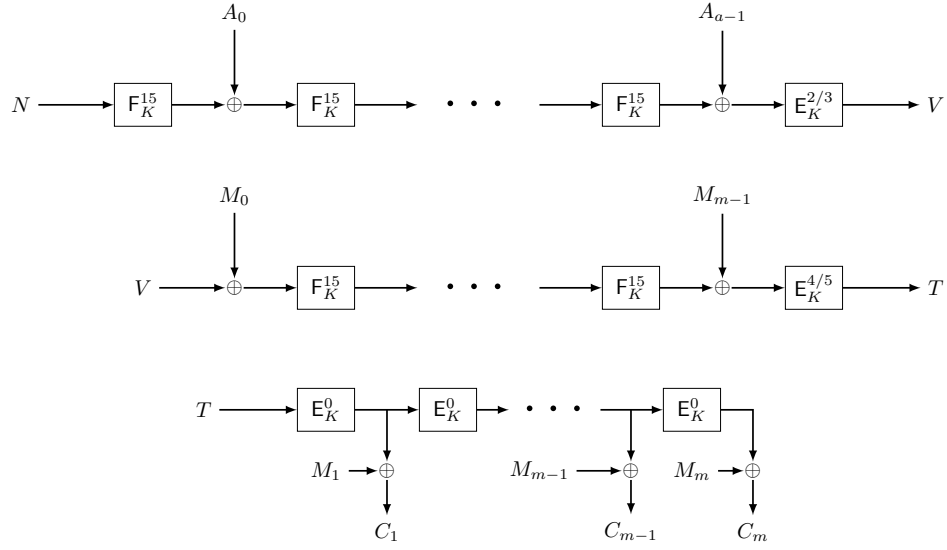 A_0 A_{a−1}
N F_K^{15} ⊕ F_K^{15} • • • F_K^{15} ⊕ E_K^{2/3} V
M_0 M_{m−1}
V ⊕ F_K^{15} • • • F_K^{15} ⊕ E_K^{4/5} T
T E_K^0 E_K^0 • • • E_K^0
M_1 ⊕ M_{m−1} ⊕ M_m ⊕
C_1 C_{m−1} C_m